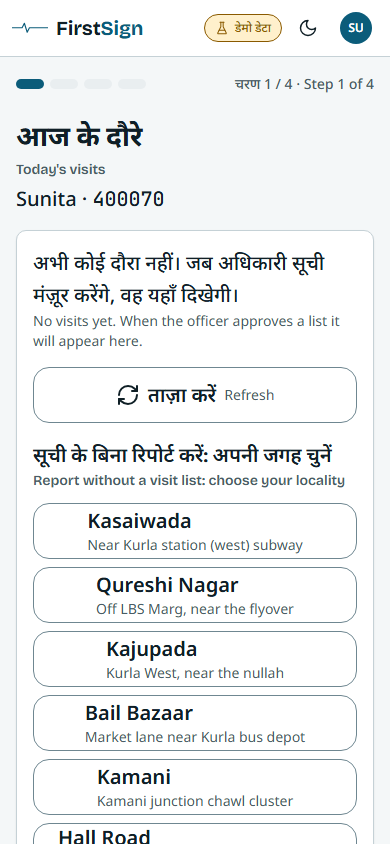 FirstSign
डेमो डेटा
SU
चरण 1 / 4 · Step 1 of 4
आज के दौरे
Today's visits
Sunita · 400070
अभी कोई दौरा नहीं। जब अधिकारी सूची
मंज़ूर करेंगे, वह यहाँ दिखेगी।
No visits yet. When the officer approves a list it
will appear here.
ताज़ा करें Refresh
सूची के बिना रिपोर्ट करें: अपनी जगह चुनें
Report without a visit list: choose your locality
Kasaiwada
Near Kurla station (west) subway
Qureshi Nagar
Off LBS Marg, near the flyover
Kajupada
Kurla West, near the nullah
Bail Bazaar
Market lane near Kurla bus depot
Kamani
Kamani junction chawl cluster
Hall Road